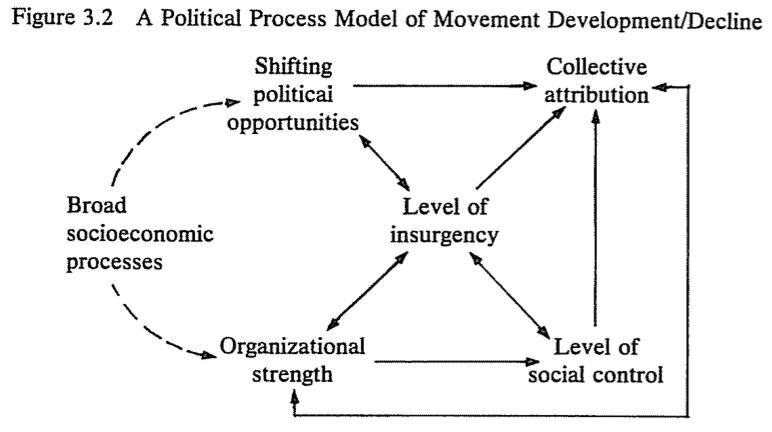 Figure 3.2 A Political Process Model of Movement Development/Decline
Shifting
political
opportunities
Collective
attribution
Broad
socioeconomic
processes
Level of
insurgency
Organizational
strength
Level of
social control